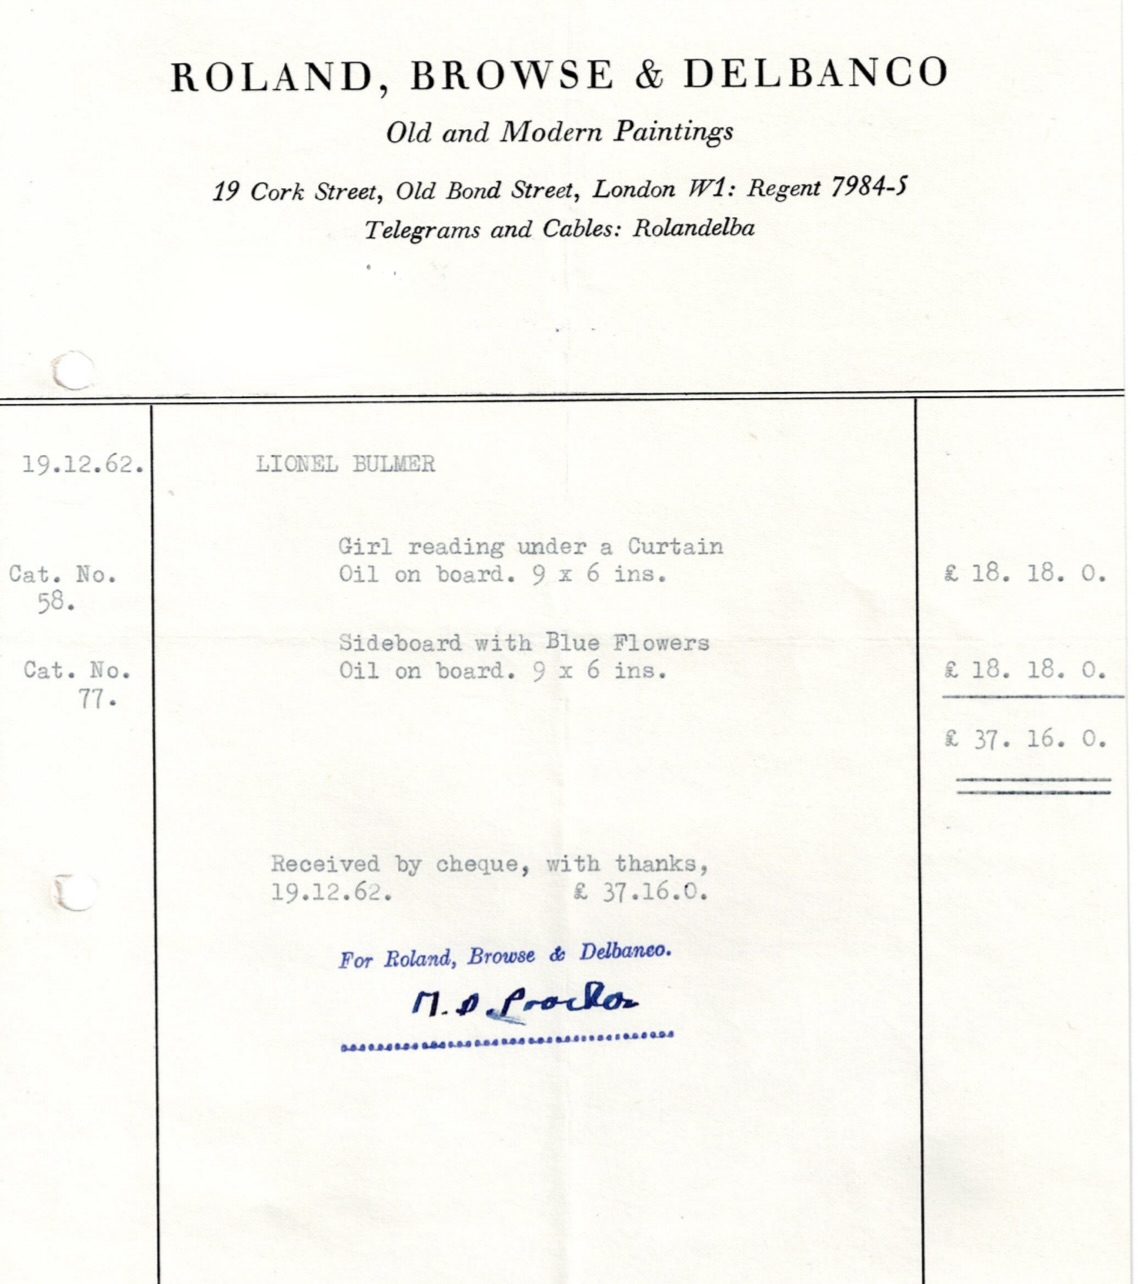 ROLAND, BROWSE & DELBANCO
Old and Modern Paintings
19 Cork Street, Old Bond Street, London W1: Regent 7984-5
Telegrams and Cables: Rolandelba
19.12.62. LIONEL BULMER
Girl reading under a Curtain
Cat. No. Oil on board. 9 x 6 ins. £ 18. 18. 0.
58.
Sideboard with Blue Flowers
Cat. No. Oil on board. 9 x 6 ins. £ 18. 18. 0.
77.
£ 37. 16. 0.
Received by cheque, with thanks,
19.12.62. £ 37.16.0.
For Roland, Browse & Delbanco.
M. D. Proctor